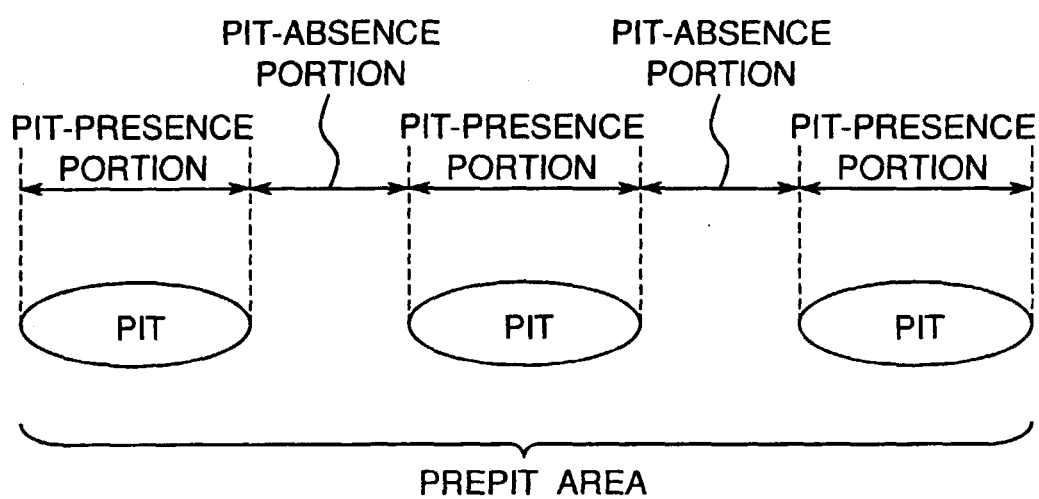 PIT-ABSENCE
PORTION
PIT-ABSENCE
PORTION
PIT-PRESENCE
PORTION
PIT-PRESENCE
PORTION
PIT-PRESENCE
PORTION
PIT
PIT
PIT
PREPIT AREA